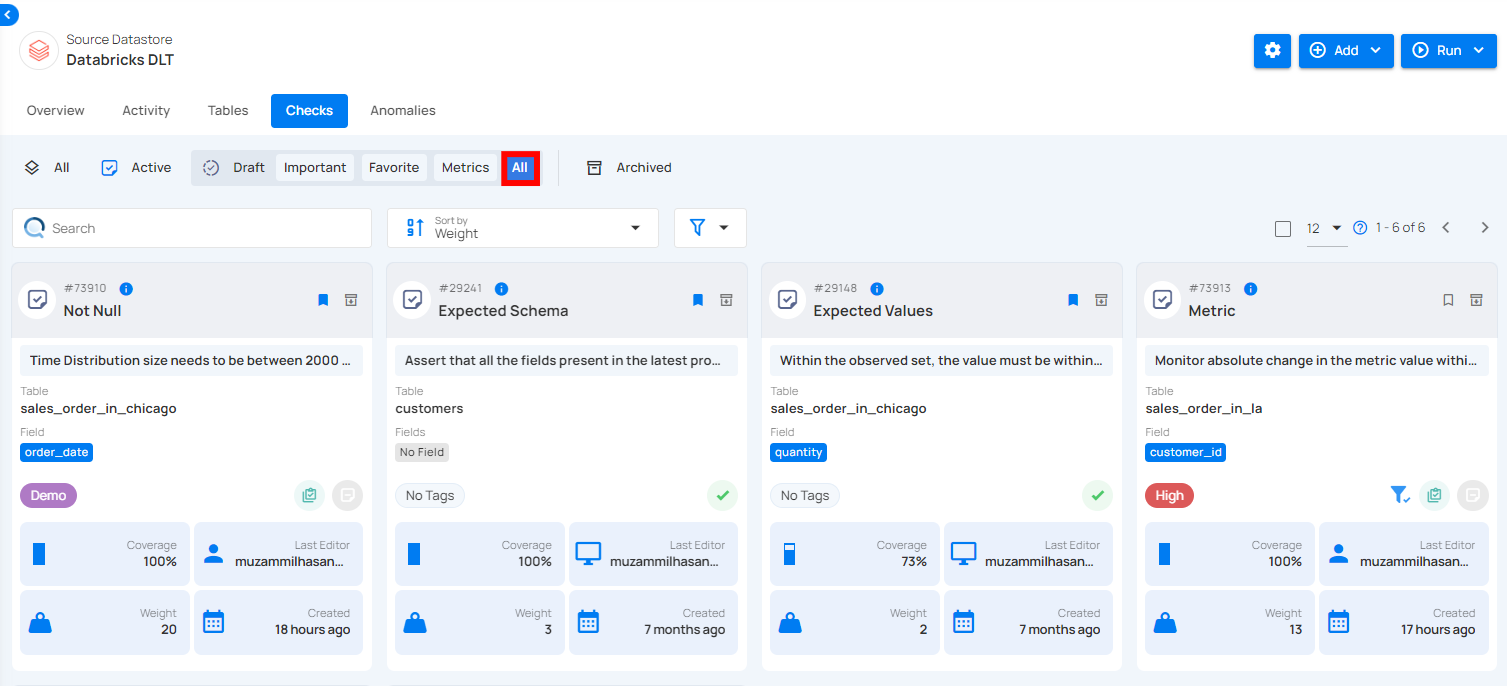 Source Datastore
Databricks DLT
Add
Run
Overview
Activity
Tables
Checks
Anomalies
All
Active
Draft
Important
Favorite
Metrics
All
Archived
Search
Sort by
Weight
12
1 - 6 of 6
#73910
Not Null
Time Distribution size needs to be between 2000 ...
Table
sales_order_in_chicago
Field
order_date
Demo
Coverage
100%
Last Editor
muzammilhasan...
Weight
20
Created
18 hours ago
#29241
Expected Schema
Assert that all the fields present in the latest pro...
Table
customers
Fields
No Field
No Tags
Coverage
100%
Last Editor
muzammilhasan...
Weight
3
Created
7 months ago
#29148
Expected Values
Within the observed set, the value must be within...
Table
sales_order_in_chicago
Field
quantity
No Tags
Coverage
73%
Last Editor
muzammilhasan...
Weight
2
Created
7 months ago
#73913
Metric
Monitor absolute change in the metric value withi...
Table
sales_order_in_la
Field
customer_id
High
Coverage
100%
Last Editor
muzammilhasan...
Weight
13
Created
17 hours ago